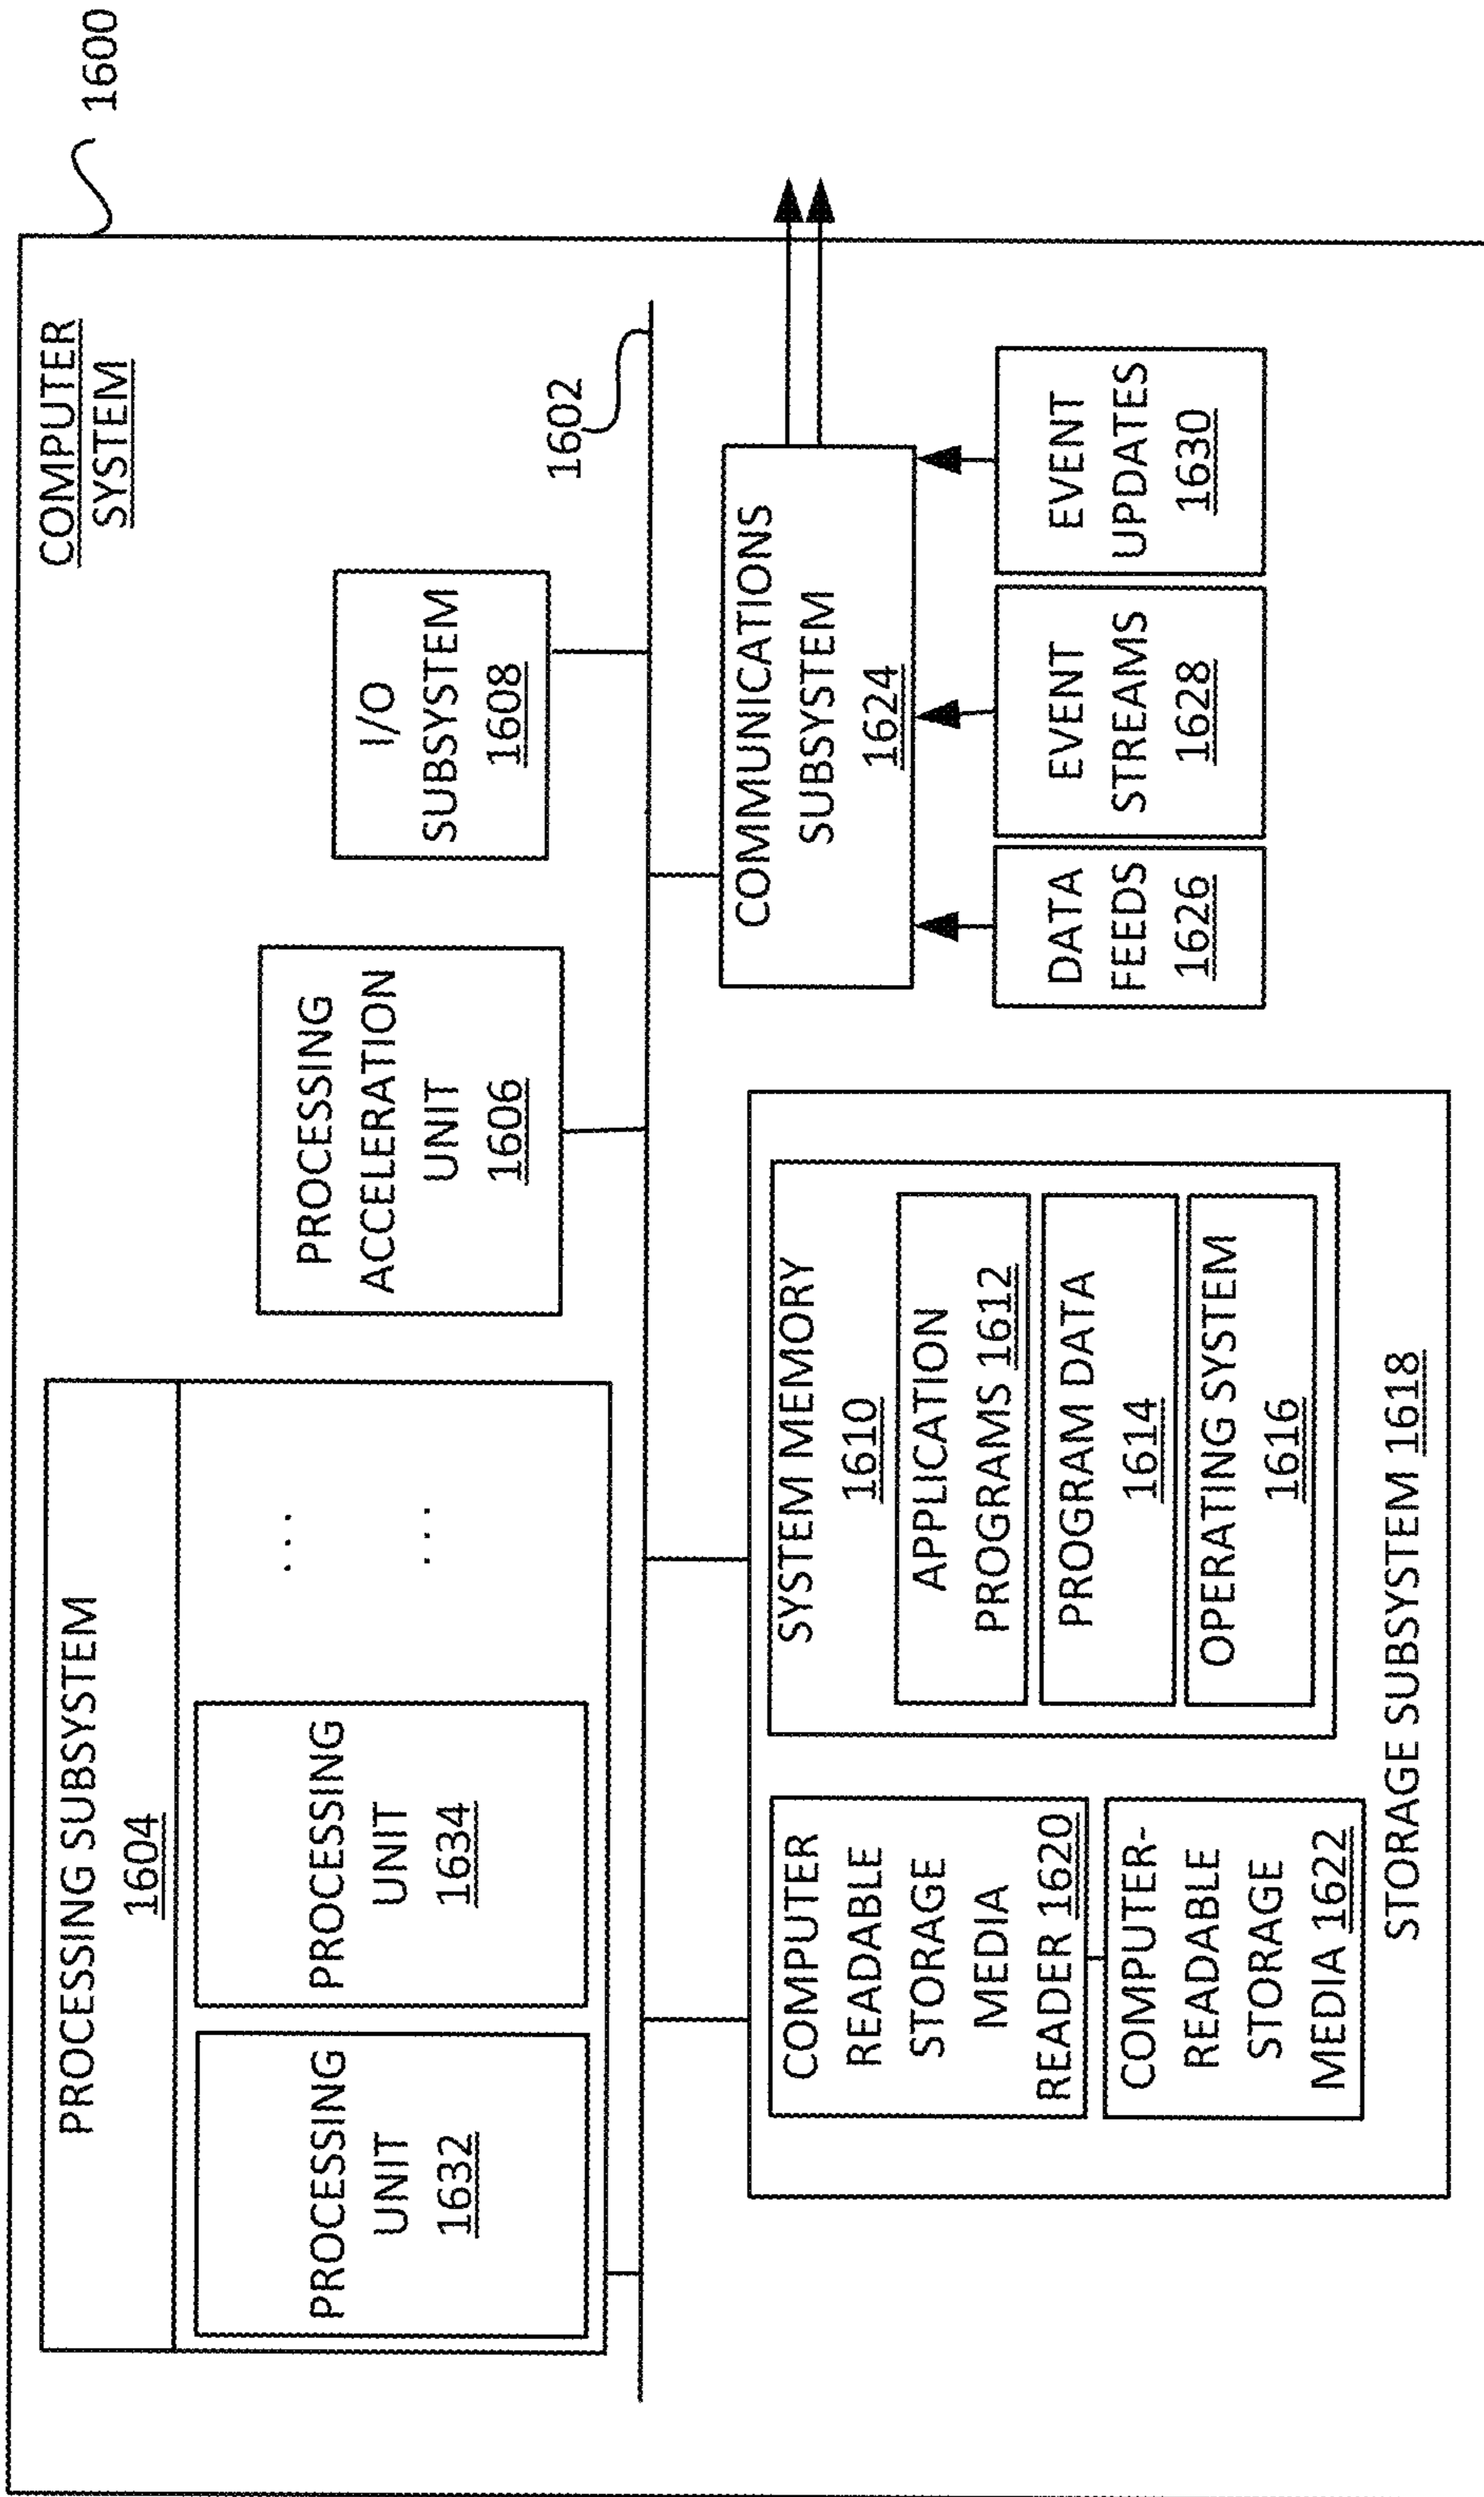 1600
COMPUTER
SYSTEM
PROCESSING SUBSYSTEM
1604
PROCESSING
UNIT
1632
PROCESSING
UNIT
1634
. . .
. . .
PROCESSING
ACCELERATION
UNIT
1606
I/O
SUBSYSTEM
1608
1602
COMPUTER
READABLE
STORAGE
MEDIA
READER 1620
COMPUTER-
READABLE
STORAGE
MEDIA 1622
SYSTEM MEMORY
1610
APPLICATION
PROGRAMS 1612
PROGRAM DATA
1614
OPERATING SYSTEM
1616
STORAGE SUBSYSTEM 1618
COMMUNICATIONS
SUBSYSTEM
1624
DATA
FEEDS
1626
EVENT
STREAMS
1628
EVENT
UPDATES
1630